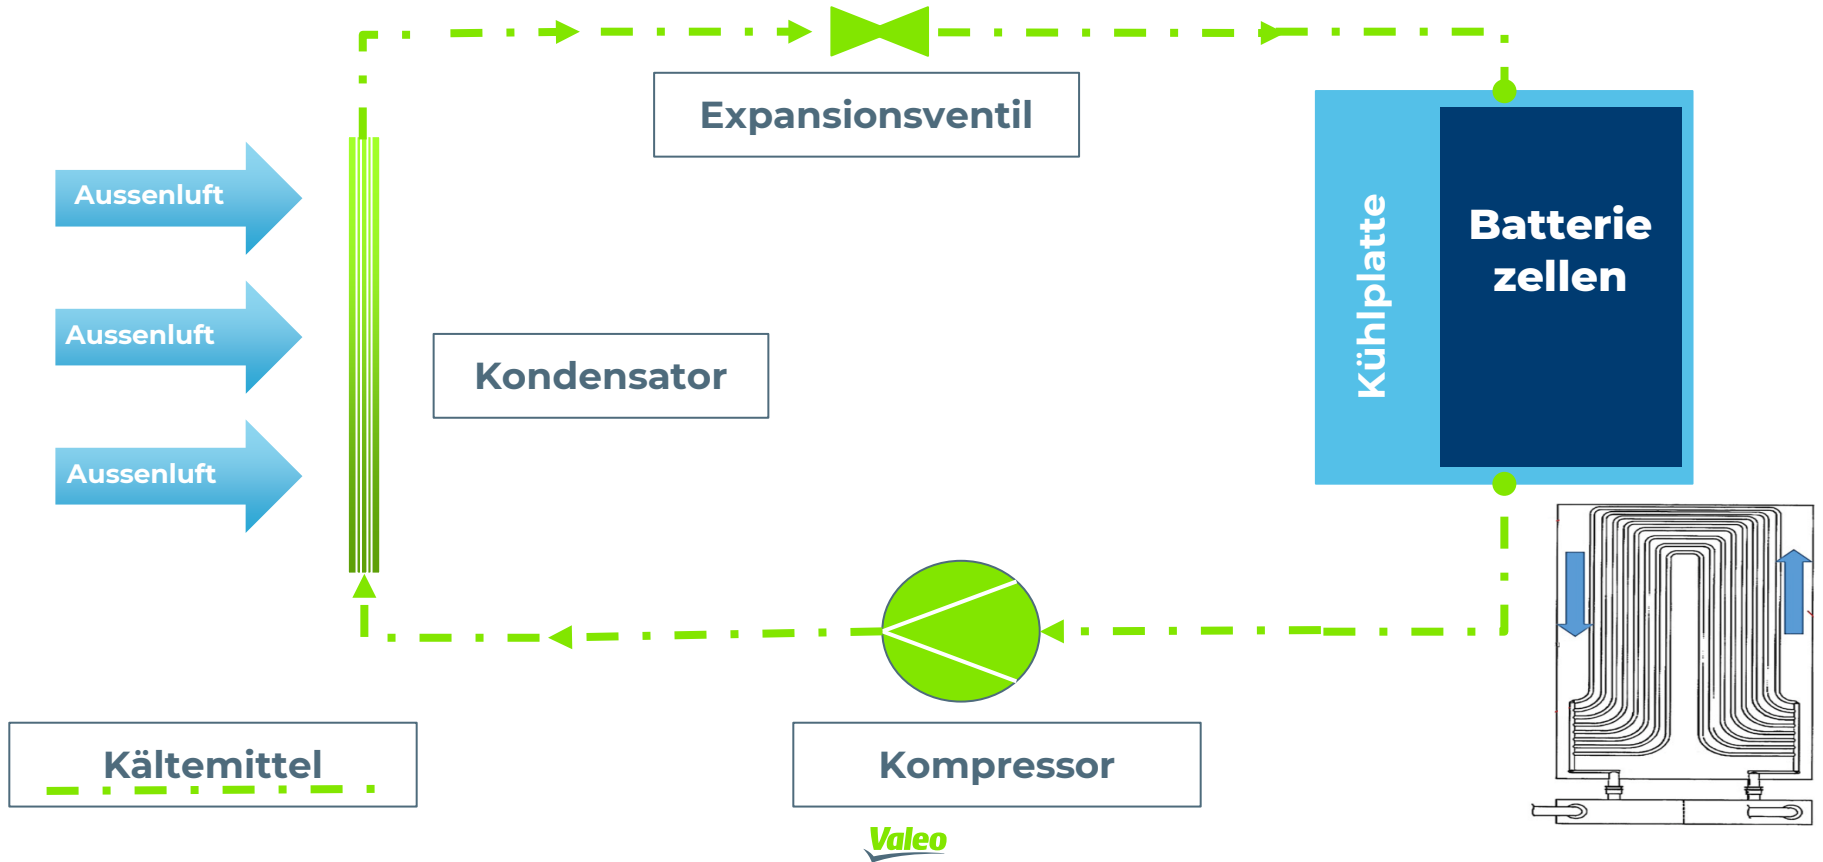 Expansionsventil
Aussenluft
Aussenluft
Aussenluft
Kondensator
Kühlplatte
Batterie
zellen
Kältemittel
Kompressor
Valeo